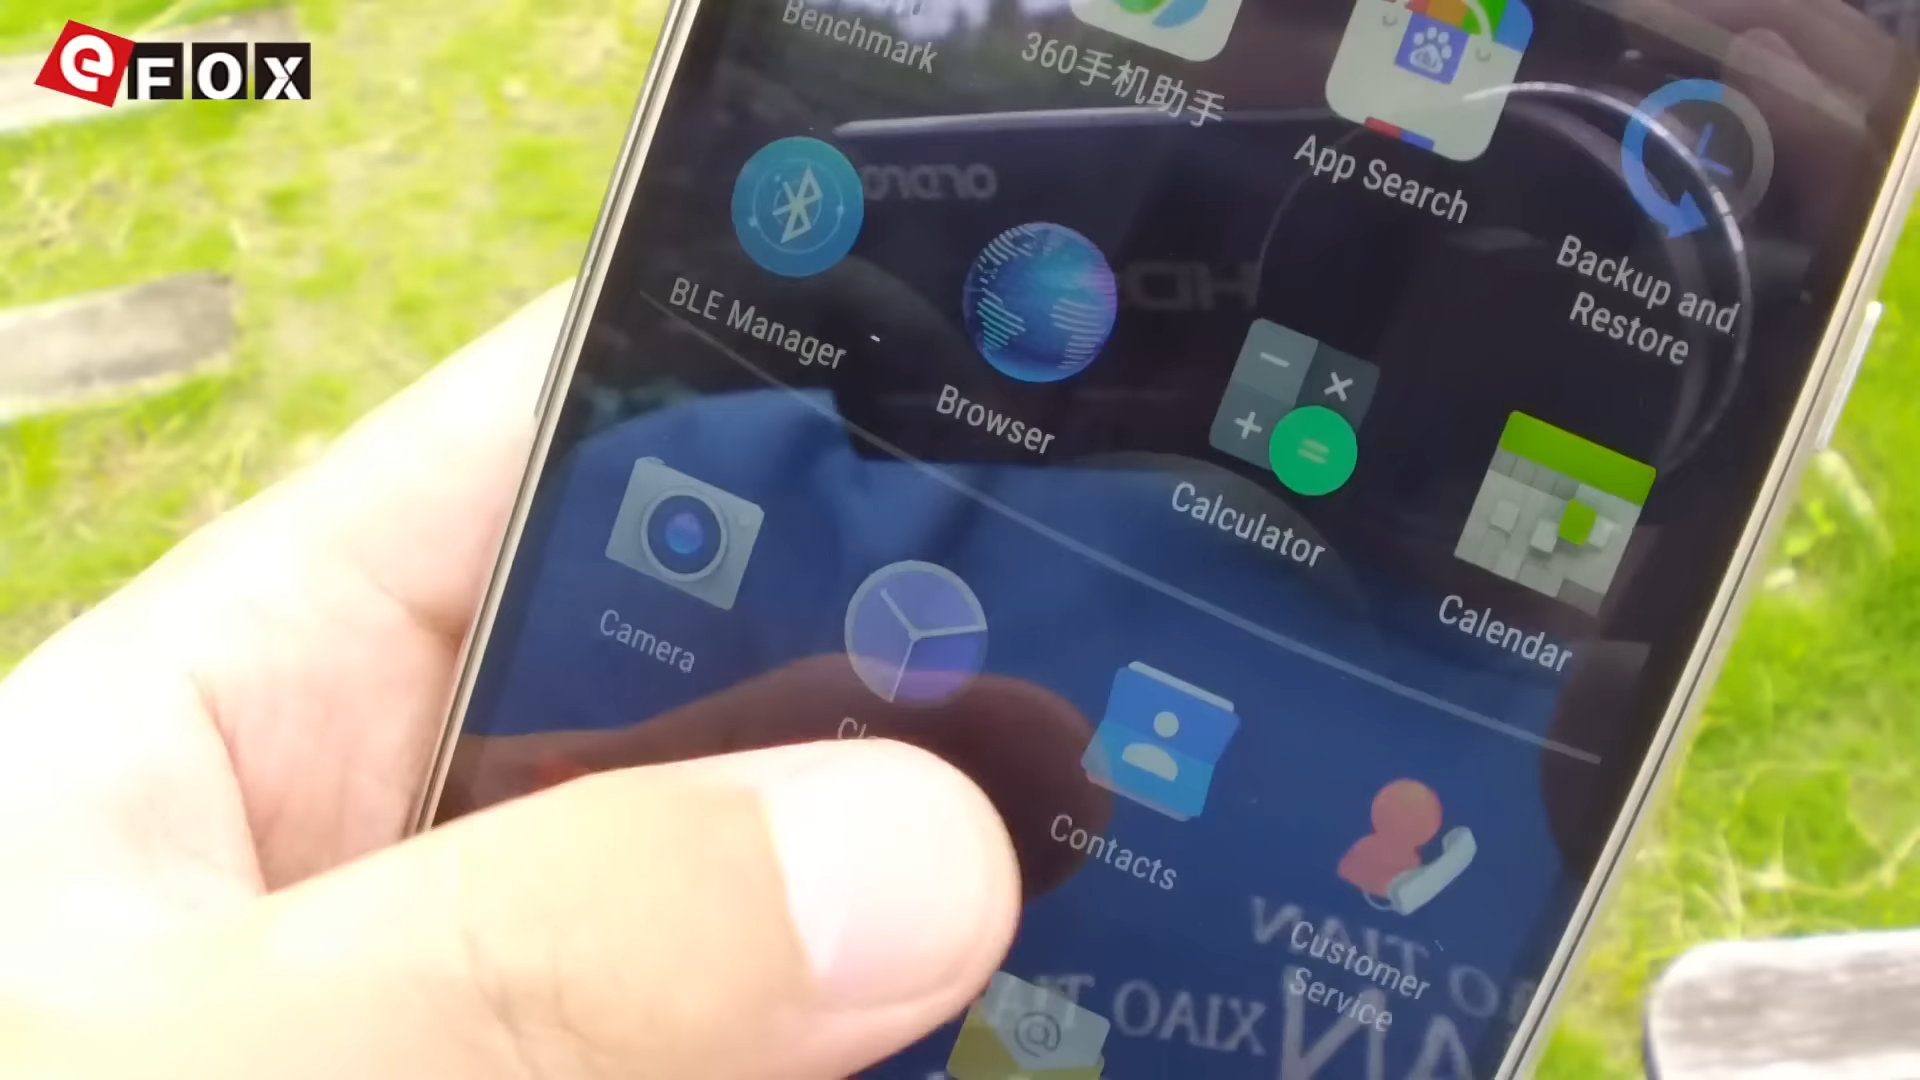 eFOX
Benchmark
360手机助手
App Search
Backup and
Restore
BLE Manager
Browser
Calculator
Calendar
Camera
Contacts
Customer
Service
XIAO